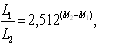 L₁/L₂ = 2,512^(M₂−M₁),